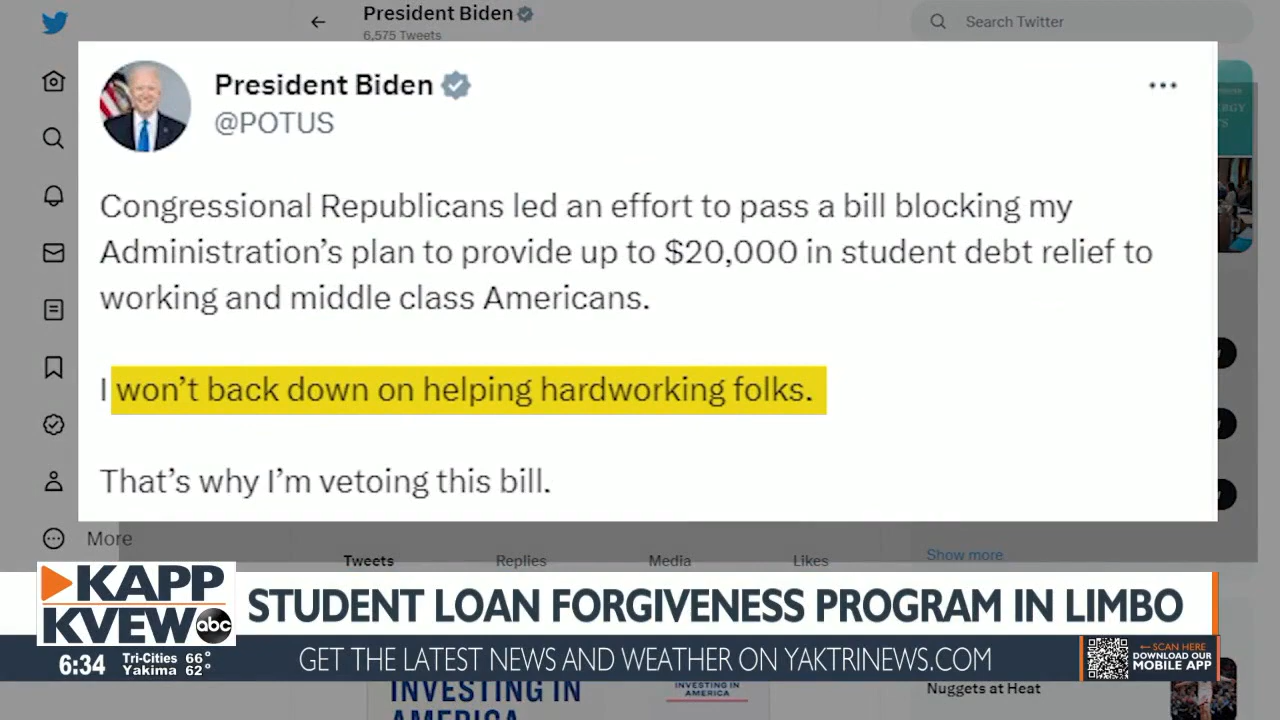 President Biden
6,575 Tweets
Search Twitter
President Biden
@POTUS
Congressional Republicans led an effort to pass a bill blocking my
Administration's plan to provide up to $20,000 in student debt relief to
working and middle class Americans.
I won't back down on helping hardworking folks.
That's why I'm vetoing this bill.
More
Tweets Replies Media Likes
Show more
KAPP
KVEW abc
STUDENT LOAN FORGIVENESS PROGRAM IN LIMBO
6:34 Tri-Cities 66°
Yakima 62°
GET THE LATEST NEWS AND WEATHER ON YAKTRINEWS.COM
←SCAN HERE
DOWNLOAD OUR
MOBILE APP
INVESTING IN
AMERICA
INVESTING IN
AMERICA
Nuggets at Heat